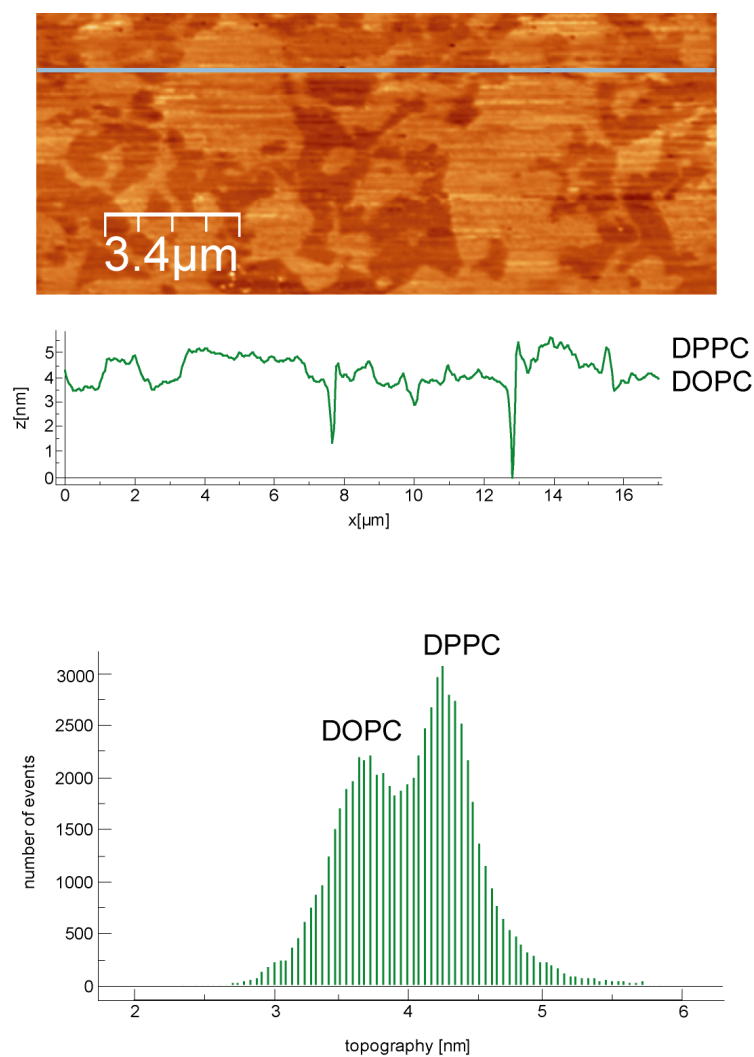 3.4µm
DPPC
DOPC
z[nm]
5
4
3
2
1
0
0 2 4 6 8 10 12 14 16
x[µm]
DPPC
DOPC
number of events
3000
2500
2000
1500
1000
500
0
2 3 4 5 6
topography [nm]